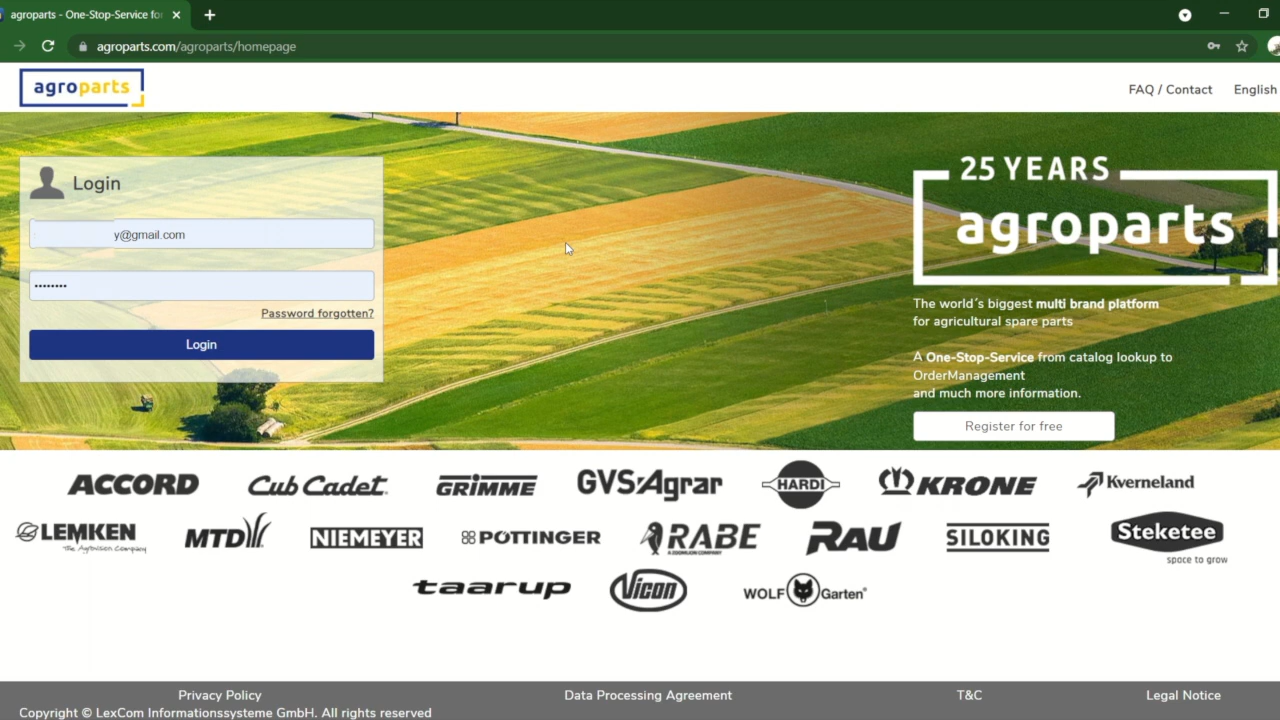 agroparts - One-Stop-Service for
agroparts.com/agroparts/homepage
agroparts
FAQ / Contact
English
Login
y@gmail.com
••••••••
Password forgotten?
Login
25 YEARS
agroparts
The world´s biggest multi brand platform
for agricultural spare parts
A One-Stop-Service from catalog lookup to
OrderManagement
and much more information.
Register for free
ACCORD Cub Cadet GRIMME GVS Agrar HARDI KRONE Kverneland
LEMKEN MTD NIEMEYER PÖTTINGER RABE RAU SILOKING Steketee
The Agrovision Company
A ZOOMLION COMPANY
space to grow
taarup Vicon WOLF Garten®
Privacy Policy
Data Processing Agreement
T&C
Legal Notice
Copyright © LexCom Informationssysteme GmbH. All rights reserved